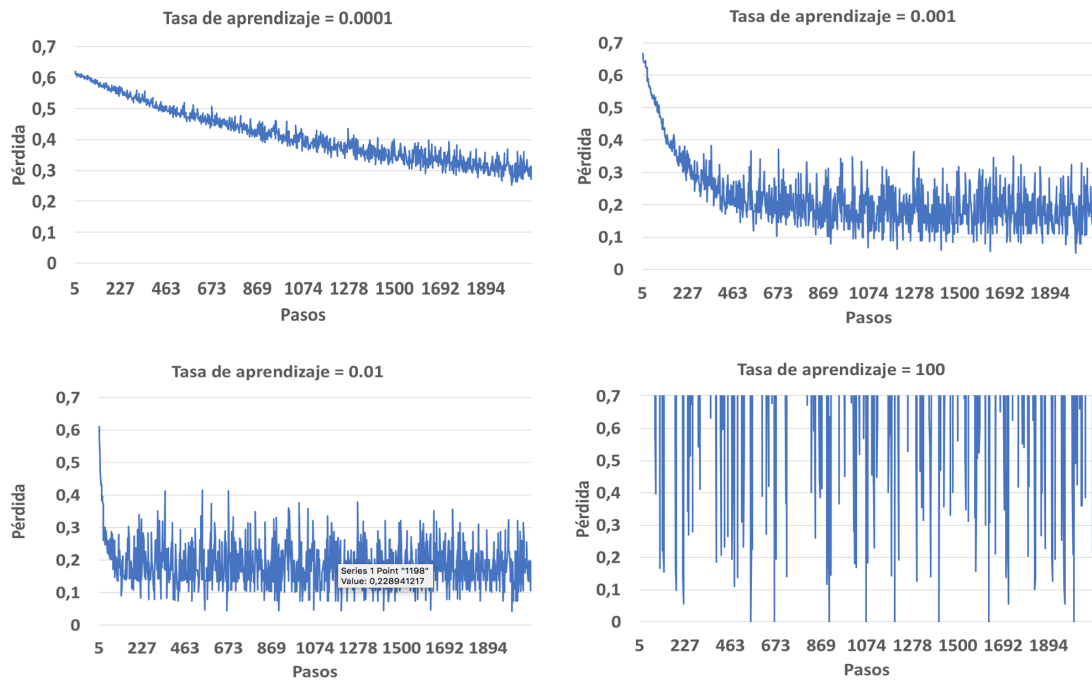 Tasa de aprendizaje = 0.0001
0,7
0,6
0,5
0,4
0,3
0,2
0,1
0
Pérdida
5 227 463 673 869 1074 1278 1500 1692 1894
Pasos
Tasa de aprendizaje = 0.001
0,7
0,6
0,5
0,4
0,3
0,2
0,1
0
Pérdida
5 227 463 673 869 1074 1278 1500 1692 1894
Pasos
Tasa de aprendizaje = 0.01
0,7
0,6
0,5
0,4
0,3
0,2
0,1
0
Pérdida
Series 1 Point "1198"
Value: 0,228941217
5 227 463 673 869 1074 1278 1500 1692 1894
Pasos
Tasa de aprendizaje = 100
0,7
0,6
0,5
0,4
0,3
0,2
0,1
0
Pérdida
5 227 463 673 869 1074 1278 1500 1692 1894
Pasos